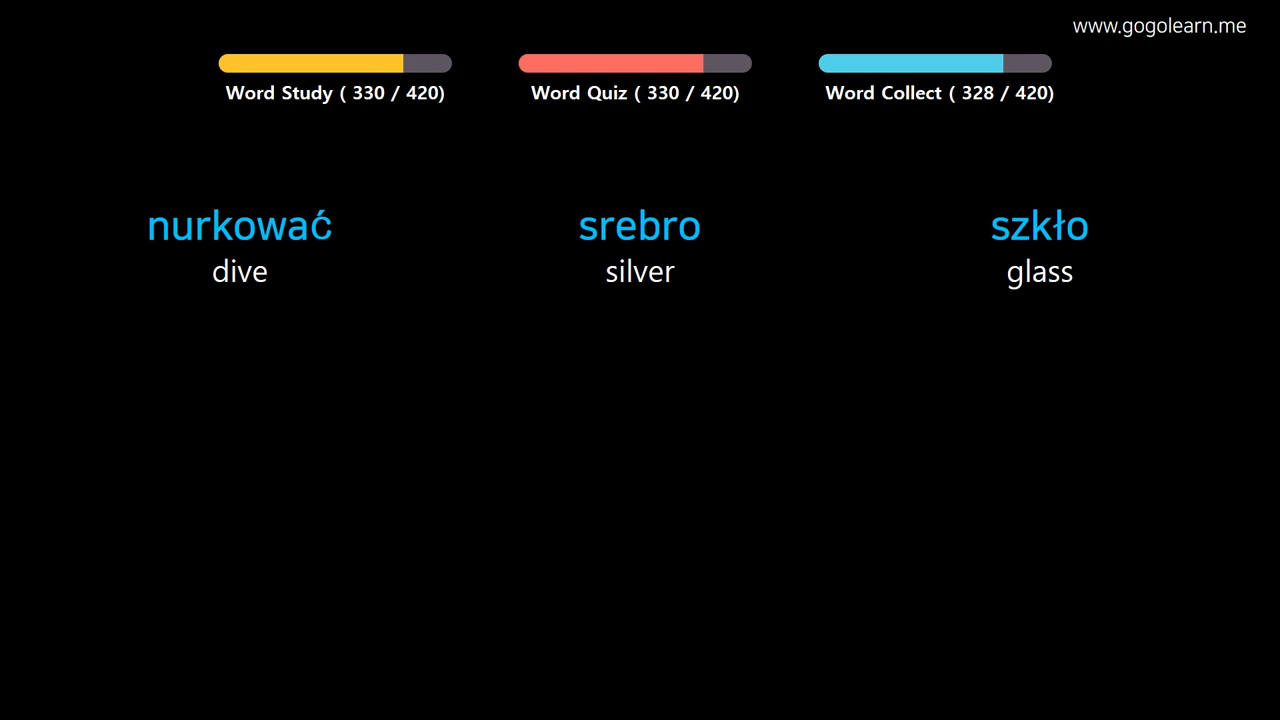 www.gogolearn.me
Word Study ( 330 / 420)
Word Quiz ( 330 / 420)
Word Collect ( 328 / 420)
nurkować
dive
srebro
silver
szkło
glass